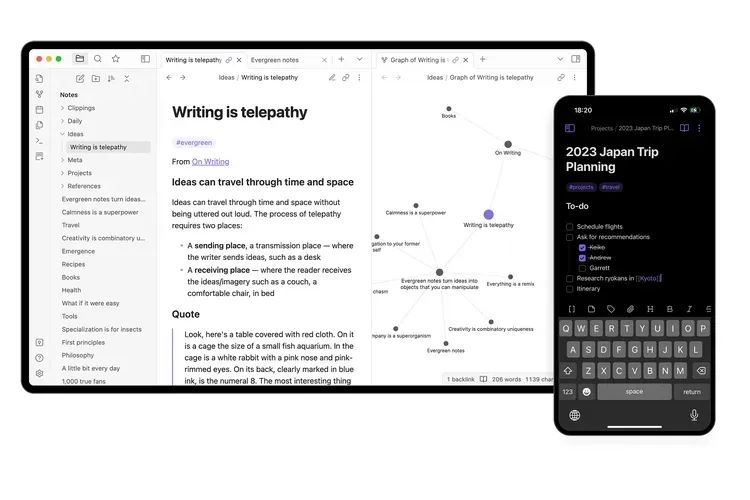 Writing is telepathy
Evergreen notes
Graph of Writing is t
Ideas / Writing is telepathy
Ideas / Graph of Writing is telepathy
Notes
Clippings
Daily
Ideas
Writing is telepathy
Meta
Projects
References
Evergreen notes turn ideas...
Calmness is a superpower
Travel
Creativity is combinatory u...
Emergence
Recipes
Books
Health
What if it were easy
Tools
Specialization is for insects
First principles
Philosophy
A little bit every day
1,000 true fans
Writing is telepathy
#evergreen
From On Writing
Ideas can travel through time and space
Ideas can travel through time and space without
being uttered out loud. The process of telepathy
requires two places:
A sending place, a transmission place — where
the writer sends ideas, such as a desk
A receiving place — where the reader receives
the ideas/imagery such as a couch, a
comfortable chair, in bed
Quote
Look, here's a table covered with red cloth. On it
is a cage the size of a small fish aquarium. In the
cage is a white rabbit with a pink nose and pink-
rimmed eyes. On its back, clearly marked in blue
ink, is the numeral 8. The most interesting thing
Books
On Writing
Calmness is a superpower
Writing is telepathy
gation to your former
self
Evergreen notes turn ideas into
objects that you can manipulate
Everything is a remix
chasm
Creativity is combinatory uniqueness
mpany is a superorganism
Evergreen notes
1 backlink
206 words
1139 char
18:20
Projects / 2023 Japan Trip Pl...
2023 Japan Trip
Planning
#projects #travel
To-do
Schedule flights
Ask for recommendations
Keiko
Andrew
Garrett
Research ryokans in [[Kyoto]]
Itinerary
Q W E R T Y U I O P
A S D F G H J K L
Z X C V B N M
123 space return